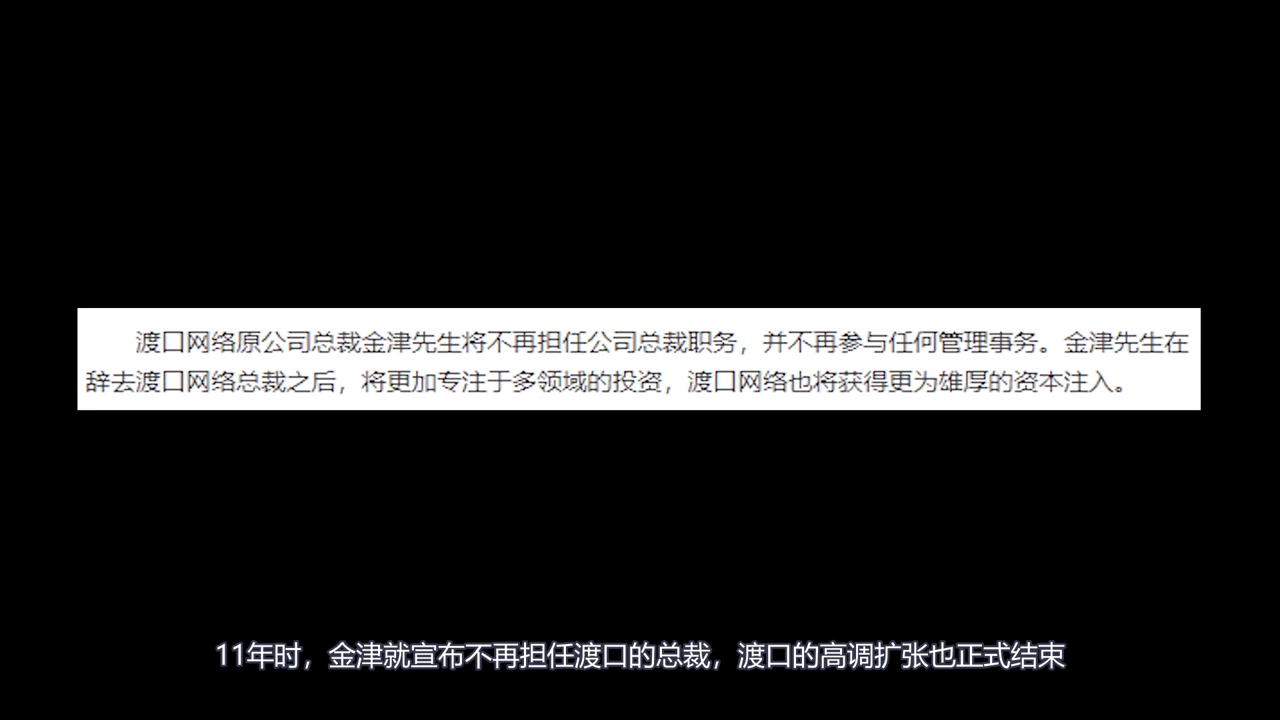 渡口网络原公司总裁金津先生将不再担任公司总裁职务，并不再参与任何管理事务。金津先生在
辞去渡口网络总裁之后，将更加专注于多领域的投资，渡口网络也将获得更为雄厚的资本注入。
11年时，金津就宣布不再担任渡口的总裁，渡口的高调扩张也正式结束